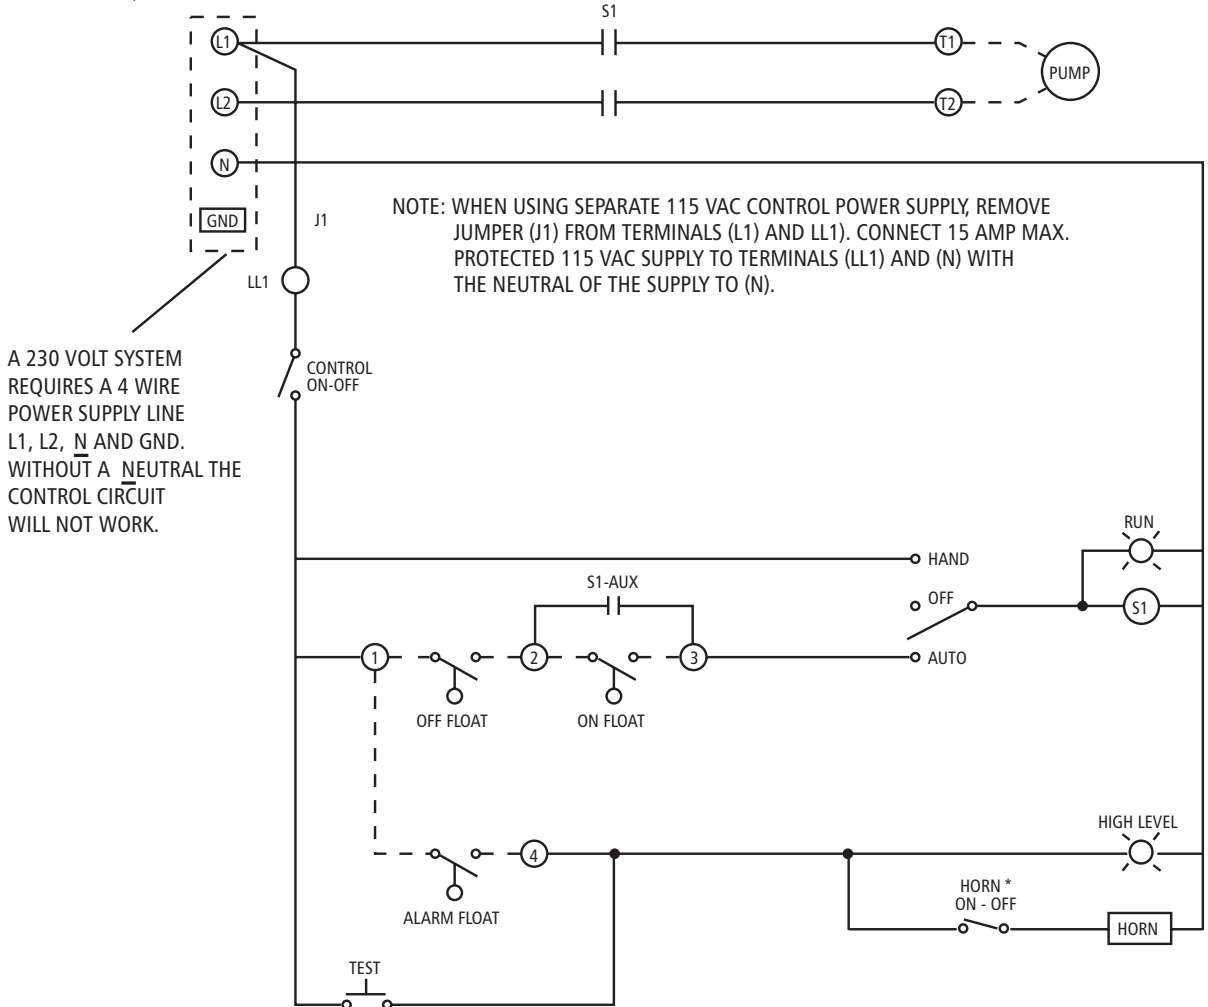 S1
L1
T1
PUMP
L2
T2
N
GND
J1
NOTE: WHEN USING SEPARATE 115 VAC CONTROL POWER SUPPLY, REMOVE
JUMPER (J1) FROM TERMINALS (L1) AND LL1). CONNECT 15 AMP MAX.
PROTECTED 115 VAC SUPPLY TO TERMINALS (LL1) AND (N) WITH
THE NEUTRAL OF THE SUPPLY TO (N).
LL1
A 230 VOLT SYSTEM
REQUIRES A 4 WIRE
POWER SUPPLY LINE
L1, L2, N AND GND.
WITHOUT A NEUTRAL THE
CONTROL CIRCUIT
WILL NOT WORK.
CONTROL
ON-OFF
RUN
HAND
S1-AUX
OFF
S1
1
2
3
AUTO
OFF FLOAT
ON FLOAT
HIGH LEVEL
4
ALARM FLOAT
HORN *
ON - OFF
HORN
TEST